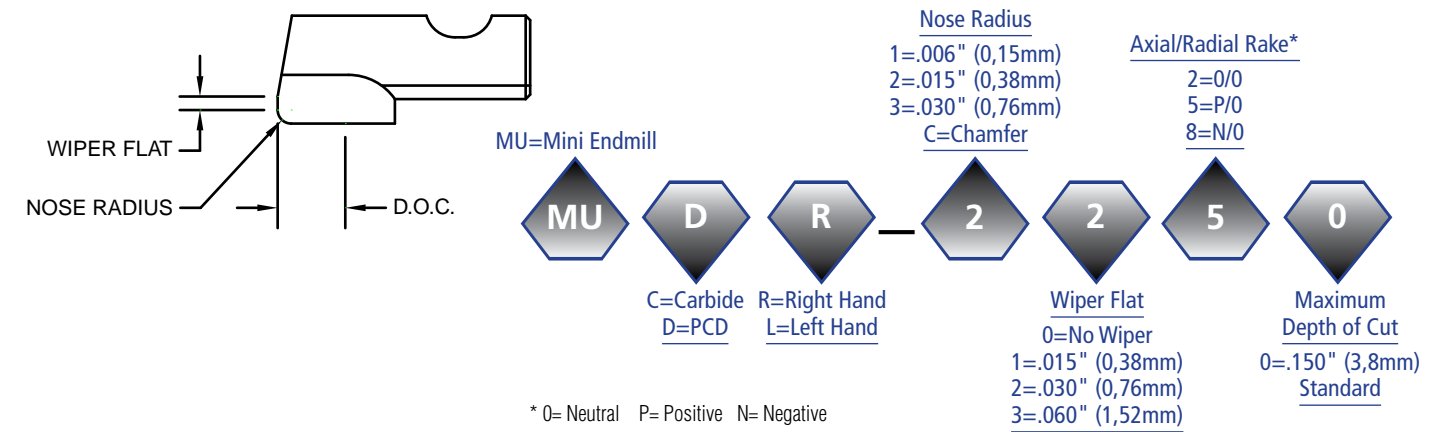 WIPER FLAT
NOSE RADIUS
D.O.C.
MU=Mini Endmill
Nose Radius
1=.006" (0,15mm)
2=.015" (0,38mm)
3=.030" (0,76mm)
C=Chamfer
Axial/Radial Rake*
2=0/0
5=P/0
8=N/0
MU D R – 2 2 5 0
C=Carbide
D=PCD
R=Right Hand
L=Left Hand
Wiper Flat
0=No Wiper
1=.015" (0,38mm)
2=.030" (0,76mm)
3=.060" (1,52mm)
Maximum
Depth of Cut
0=.150" (3,8mm)
Standard
* 0= Neutral P= Positive N= Negative